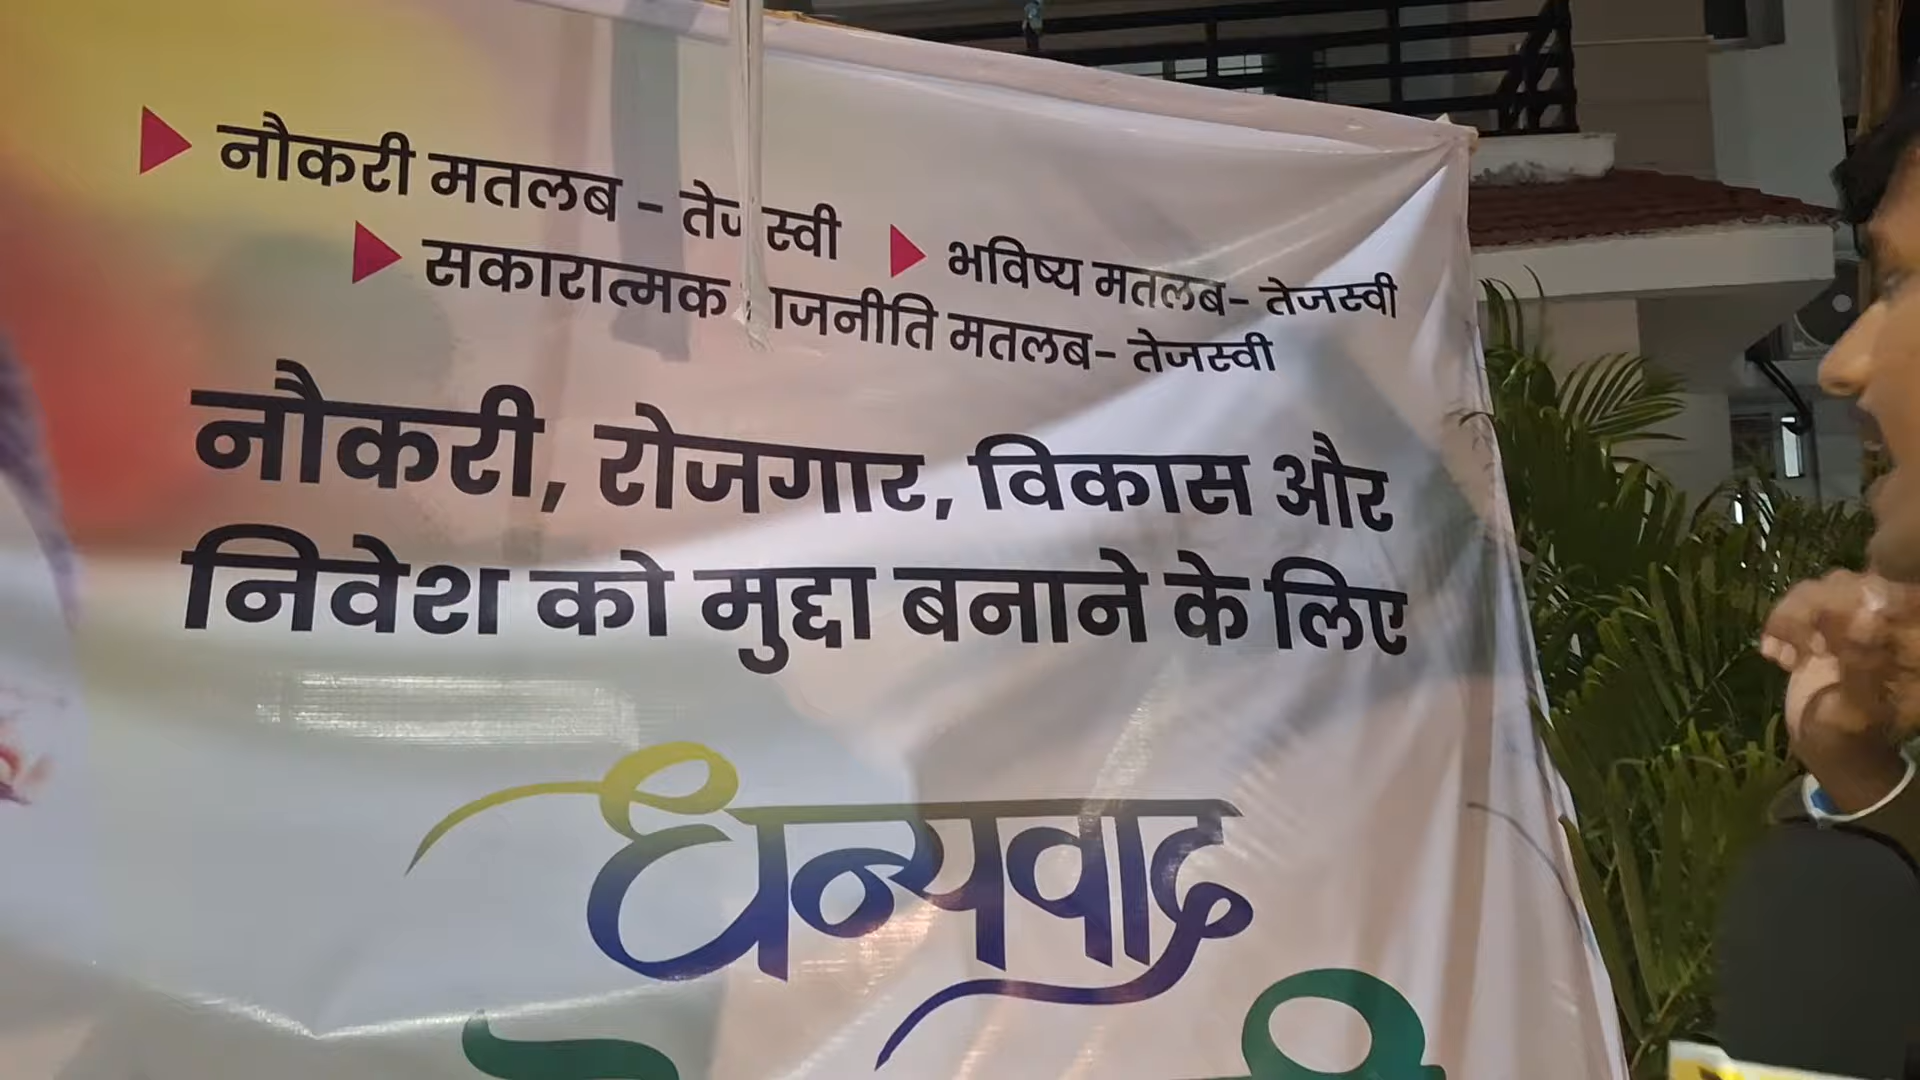 नौकरी मतलब - तेजस्वी
भविष्य मतलब- तेजस्वी
सकारात्मक राजनीति मतलब- तेजस्वी
नौकरी, रोजगार, विकास और
निवेश को मुद्दा बनाने के लिए
धन्यवाद